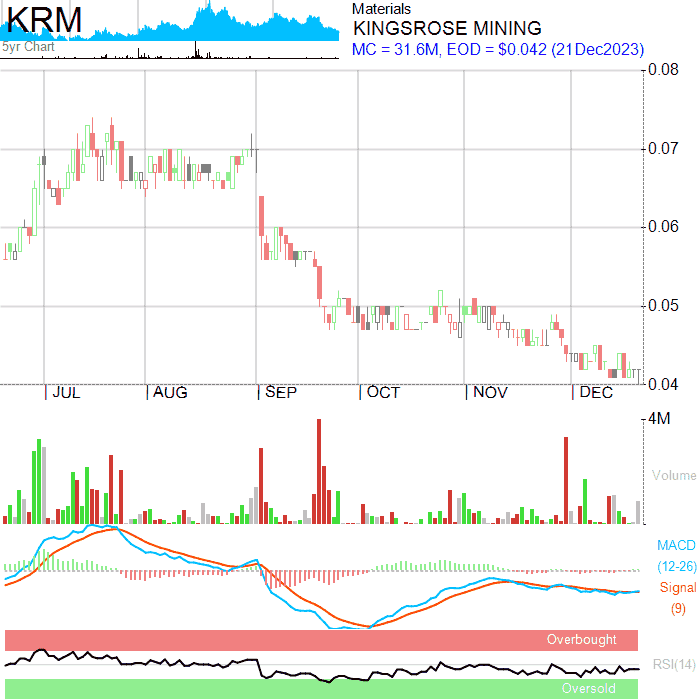 KRM
5yr Chart
Materials
KINGSROSE MINING
MC = 31.6M, EOD = $0.042 (21Dec2023)
0.08
0.07
0.06
0.05
0.04
JUL AUG SEP OCT NOV DEC
4M
Volume
MACD
(12-26)
Signal
(9)
Overbought
RSI(14)
Oversold